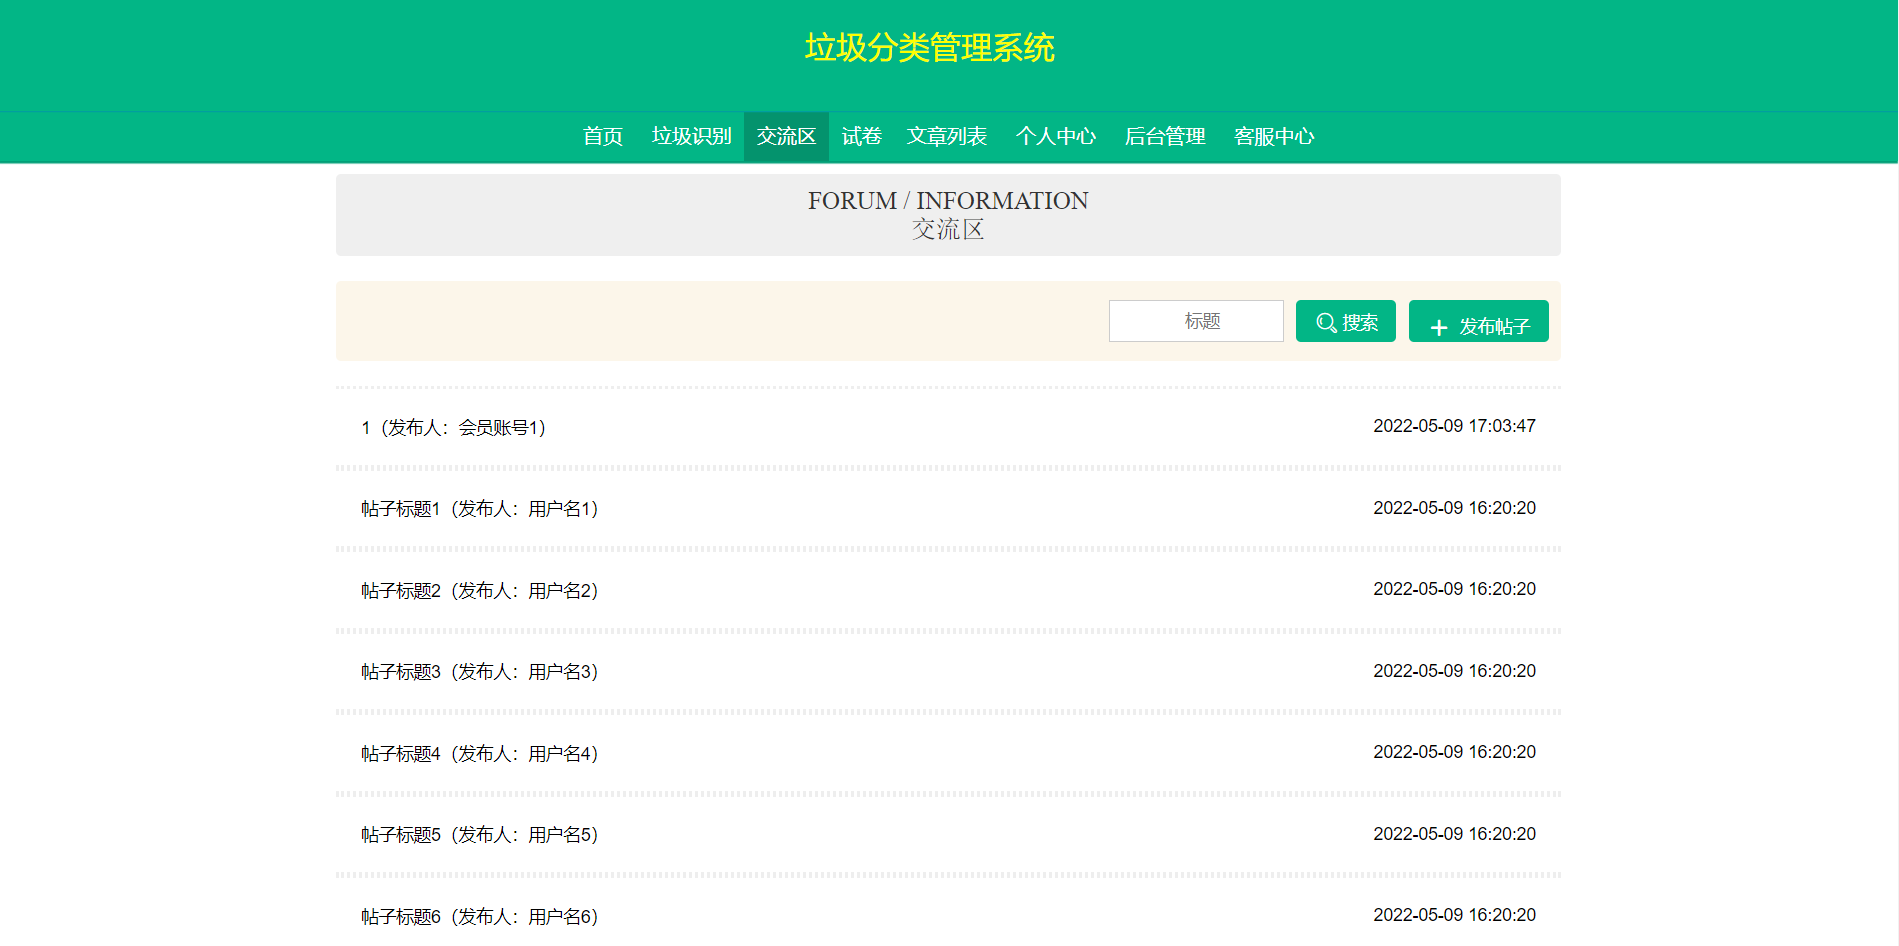 垃圾分类管理系统
首页 垃圾识别 交流区 试卷 文章列表 个人中心 后台管理 客服中心
FORUM / INFORMATION
交流区
标题 搜索 发布帖子
1（发布人：会员账号1） 2022-05-09 17:03:47
帖子标题1（发布人：用户名1） 2022-05-09 16:20:20
帖子标题2（发布人：用户名2） 2022-05-09 16:20:20
帖子标题3（发布人：用户名3） 2022-05-09 16:20:20
帖子标题4（发布人：用户名4） 2022-05-09 16:20:20
帖子标题5（发布人：用户名5） 2022-05-09 16:20:20
帖子标题6（发布人：用户名6） 2022-05-09 16:20:20